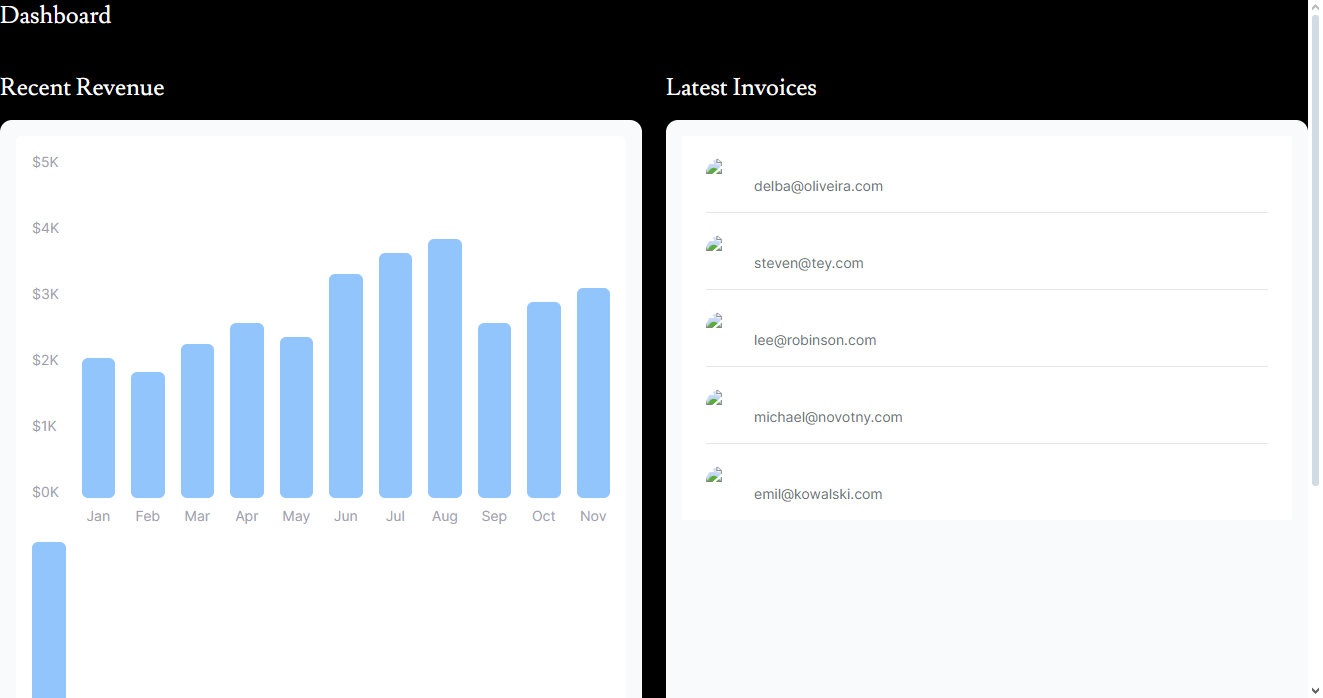 Dashboard
Recent Revenue
$5K
$4K
$3K
$2K
$1K
$0K
Jan Feb Mar Apr May Jun Jul Aug Sep Oct Nov
Latest Invoices
delba@oliveira.com
steven@tey.com
lee@robinson.com
michael@novotny.com
emil@kowalski.com